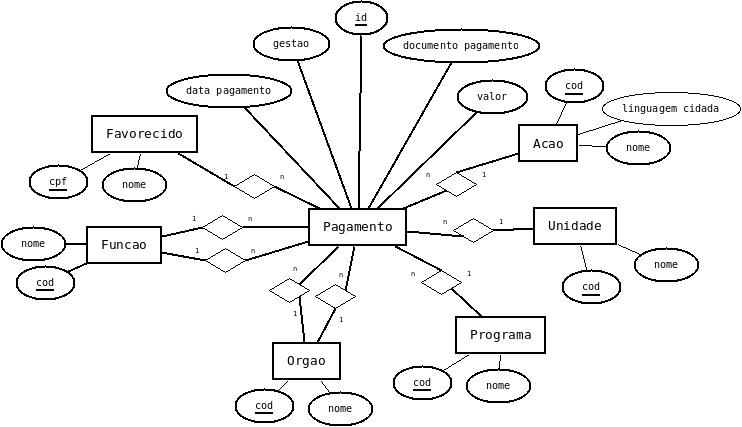 id
gestao
documento pagamento
data pagamento
valor
cod
linguagem cidada
Favorecido
Acao
nome
1
n
n
1
cpf
nome
1
n
Pagamento
n
1
Unidade
nome
Funcao
1
n
nome
cod
n
n
n
1
cod
1
1
Programa
Orgao
cod
nome
cod
nome